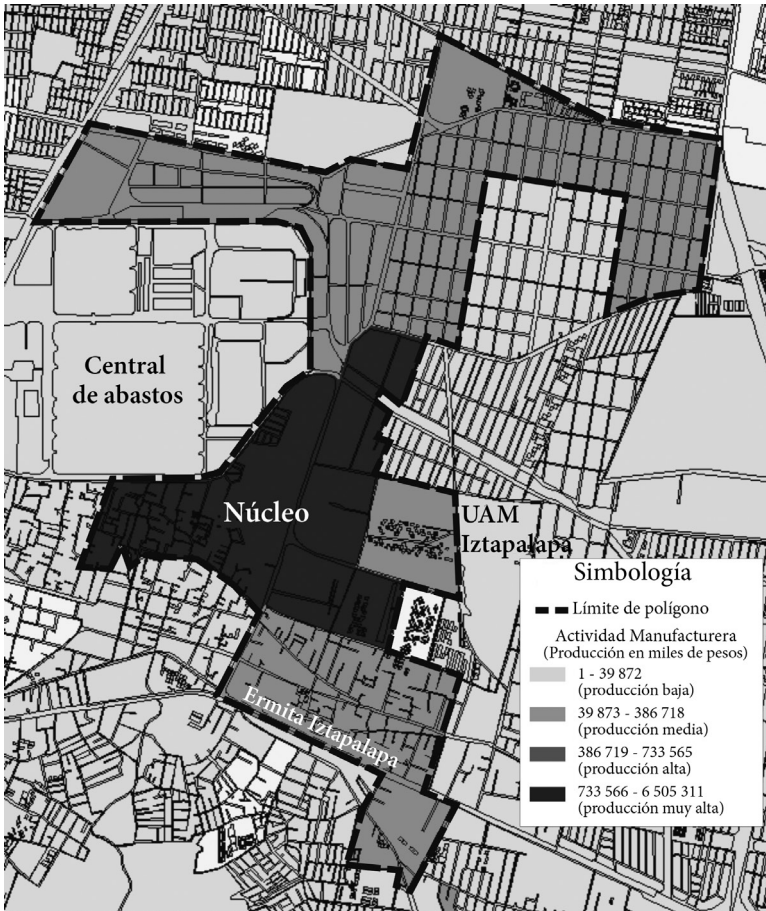 Central
de abastos
Núcleo
UAM
Iztapalapa
Ermita Iztapalapa
Simbología
Límite de polígono
Actividad Manufacturera
(Producción en miles de pesos)
1 - 39 872
(producción baja)
39 873 - 386 718
(producción media)
386 719 - 733 565
(producción alta)
733 566 - 6 505 311
(producción muy alta)